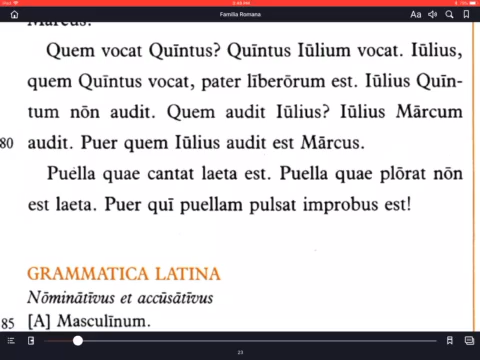 Familia Romana
Aa
Mārcus.
Quem vocat Quīntus? Quīntus Iūlium vocat. Iūlius,
quem Quīntus vocat, pater līberōrum est. Iūlius Quīn-
tum nōn audit. Quem audit Iūlius? Iūlius Mārcum
80 audit. Puer quem Iūlius audit est Mārcus.
Puella quae cantat laeta est. Puella quae plōrat nōn
est laeta. Puer quī puellam pulsat improbus est!
GRAMMATICA LATINA
Nōminātīvus et accūsātīvus
85 [A] Masculīnum.
23